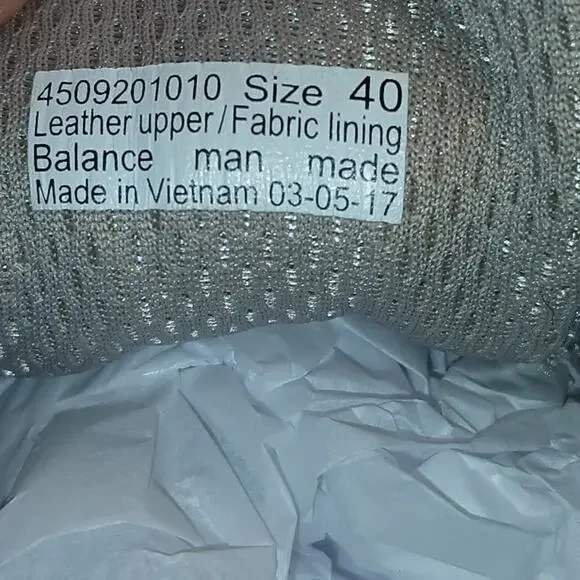 4509201010 Size 40
Leather upper/Fabric lining
Balance man made
Made in Vietnam 03-05-17